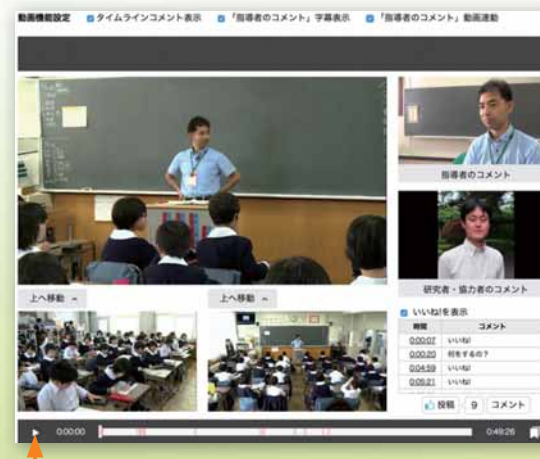 動画機能設定 タイムラインコメント表示 「指導者のコメント」字幕表示 「指導者のコメント」動画連動
指導者のコメント
研究者・協力者のコメント
上へ移動 上へ移動
いいね!を表示
時間 コメント
0:00:07 いいね!
0:00:20 何をするの?
0:04:59 いいね!
0:05:21 いいね!
投稿 9 コメント
0:00:00 0:49:26